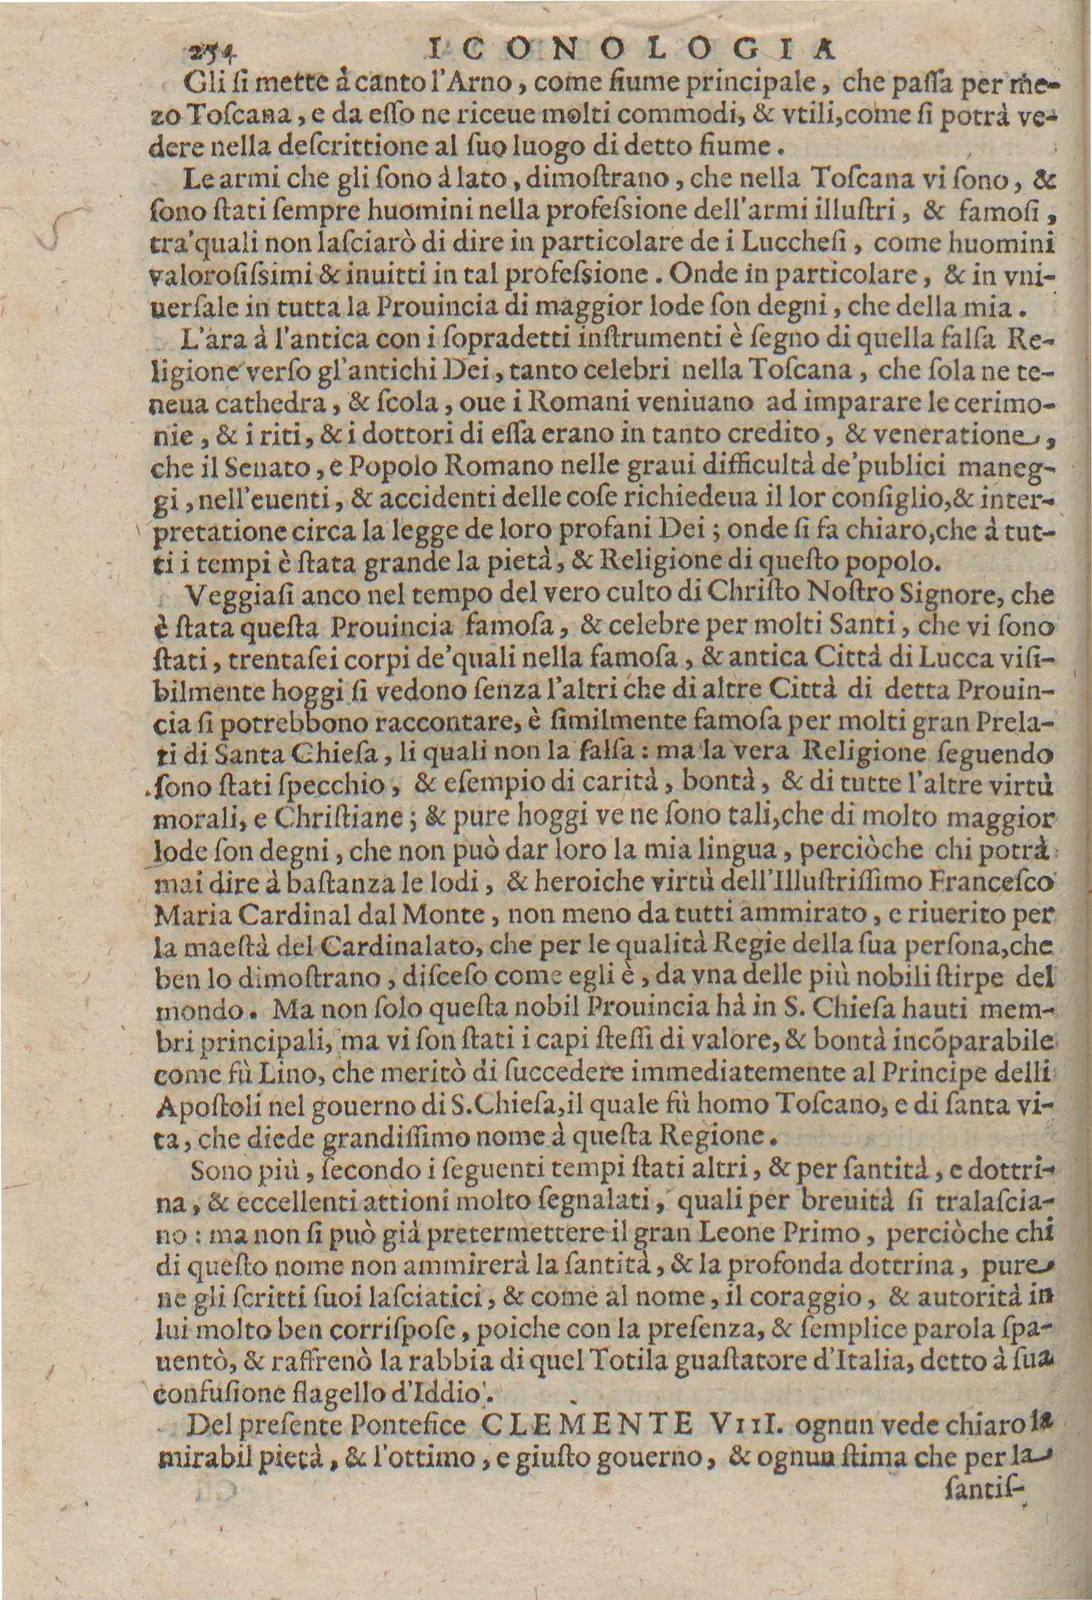 254 ICONOLOGIA
Gli ſi mette à canto l'Arno, come fiume principale, che paſſa per me-
zo Toſcana, e da eſſo ne riceue molti commodi, & vtili, come ſi potrà ve-
dere nella deſcrittione al ſuo luogo di detto fiume.
Le armi che gli ſono à lato, dimoſtrano, che nella Toſcana vi ſono, &
ſono ſtati ſempre huomini nella profeſsione dell'armi illuſtri, & famoſi,
tra'quali non laſciarò di dire in particolare de i Luccheſi, come huomini
valoroſiſsimi & inuitti in tal profeſsione. Onde in particolare, & in vni-
uerſale in tutta la Prouincia di maggior lode ſon degni, che della mia.
L'ara à l'antica con i ſopradetti inſtrumenti è ſegno di quella falſa Re-
ligione verſo gl'antichi Dei, tanto celebri nella Toſcana, che ſola ne te-
neua cathedra, & ſcola, oue i Romani veniuano ad imparare le cerimo-
nie, & i riti, & i dottori di eſſa erano in tanto credito, & veneratione,
che il Senato, e Popolo Romano nelle graui difficultà de'publici maneg-
gi, nell'euenti, & accidenti delle coſe richiedeua il lor conſiglio, & inter-
pretatione circa la legge de loro profani Dei; onde ſi fa chiaro, che à tut-
ti i tempi è ſtata grande la pietà, & Religione di queſto popolo.
Veggiaſi anco nel tempo del vero culto di Chriſto Noſtro Signore, che
è ſtata queſta Prouincia famoſa, & celebre per molti Santi, che vi ſono
ſtati, trentaſei corpi de'quali nella famoſa, & antica Città di Lucca viſi-
bilmente hoggi ſi vedono ſenza l'altri che di altre Città di detta Prouin-
cia ſi potrebbono raccontare, è ſimilmente famoſa per molti gran Prela-
ti di Santa Chieſa, li quali non la falſa: ma la vera Religione ſeguendo
ſono ſtati ſpecchio, & eſempio di carità, bontà, & di tutte l'altre virtù
morali, e Chriſtiane; & pure hoggi ve ne ſono tali, che di molto maggior
lode ſon degni, che non può dar loro la mia lingua, perciòche chi potrà
mai dire à baſtanza le lodi, & heroiche virtù dell'Illuſtriſſimo Franceſco
Maria Cardinal dal Monte, non meno da tutti ammirato, e riuerito per
la maeſtà del Cardinalato, che per le qualità Regie della ſua perſona, che
ben lo dimoſtrano, diſceſo come egli è, da vna delle più nobili ſtirpe del
mondo. Ma non ſolo queſta nobil Prouincia hà in S. Chieſa hauti mem-
bri principali, ma vi ſon ſtati i capi ſteſſi di valore, & bontà incōparabile
come fù Lino, che meritò di ſuccedere immediatemente al Principe delli
Apoſtoli nel gouerno di S. Chieſa, il quale fù homo Toſcano, e di ſanta vi-
ta, che diede grandiſſimo nome à queſta Regione.
Sono più, ſecondo i ſeguenti tempi ſtati altri, & per ſantità, e dottri-
na, & eccellenti attioni molto ſegnalati, quali per breuità ſi tralaſcia-
no: ma non ſi può già pretermettere il gran Leone Primo, perciòche chi
di queſto nome non ammirerà la ſantità, & la profonda dottrina, pure
ne gli ſcritti ſuoi laſciatici, & come al nome, il coraggio, & autorità in
lui molto ben corriſpoſe, poiche con la preſenza, & ſemplice parola ſpa-
uentò, & raffrenò la rabbia di quel Totila guaſtatore d'Italia, detto à ſua
confuſione flagello d'Iddio.
Del preſente Pontefice CLEMENTE VIII. ognun vede chiaro la
mirabil pietà, & l'ottimo, e giuſto gouerno, & ognun ſtima che per la
ſantiſ-